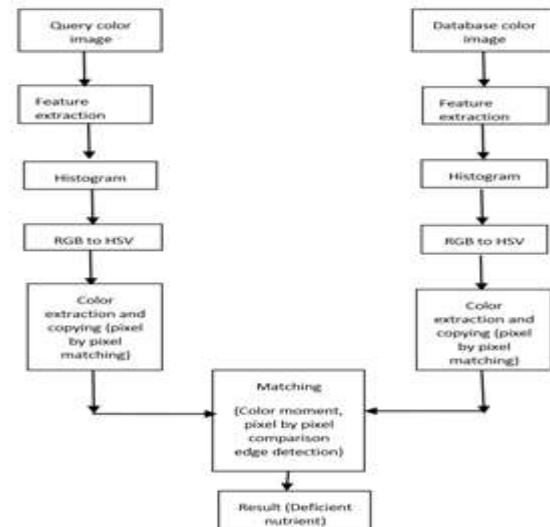 Query color
image
Feature
extraction
Histogram
RGB to HSV
Color
extraction and
copying (pixel
by pixel
matching)
Database color
image
Feature
extraction
Histogram
RGB to HSV
Color
extraction and
copying (pixel
by pixel
matching)
Matching
(Color moment,
pixel by pixel
comparison
edge detection)
Result (Deficient
nutrient)